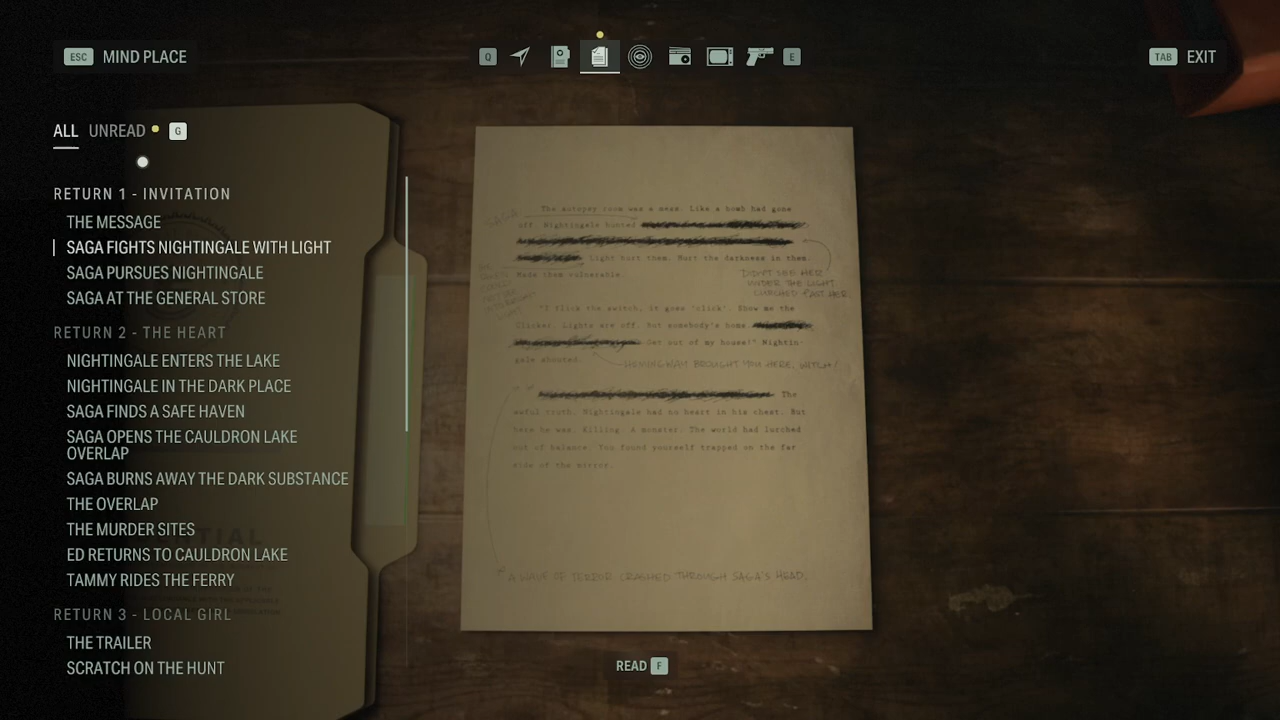 ESC MIND PLACE
Q
E
TAB EXIT
ALL UNREAD G
RETURN 1 - INVITATION
THE MESSAGE
SAGA FIGHTS NIGHTINGALE WITH LIGHT
SAGA PURSUES NIGHTINGALE
SAGA AT THE GENERAL STORE
RETURN 2 - THE HEART
NIGHTINGALE ENTERS THE LAKE
NIGHTINGALE IN THE DARK PLACE
SAGA FINDS A SAFE HAVEN
SAGA OPENS THE CAULDRON LAKE
OVERLAP
SAGA BURNS AWAY THE DARK SUBSTANCE
THE OVERLAP
THE MURDER SITES
ED RETURNS TO CAULDRON LAKE
TAMMY RIDES THE FERRY
RETURN 3 - LOCAL GIRL
THE TRAILER
SCRATCH ON THE HUNT
SAGA
The autopsy room was a mess. Like a bomb had gone
off. Nightingale hunted
Light hurt them. Hurt the darkness in them.
Made them vulnerable.
DIDN'T SEE HER
UNDER THE LIGHT.
LURCHED PAST HER.
"I flick the switch, it goes 'click'. Show me the
Clicker. Lights are off. But somebody's home.
Get out of my house!" Nightin-
gale shouted.
HEMINGWAY BROUGHT YOU HERE, WITCH!
The
awful truth. Nightingale had no heart in his chest. But
here he was. Killing. A monster. The world had lurched
out of balance. You found yourself trapped on the far
side of the mirror.
A WAVE OF TERROR CRASHED THROUGH SAGA'S HEAD.
READ F